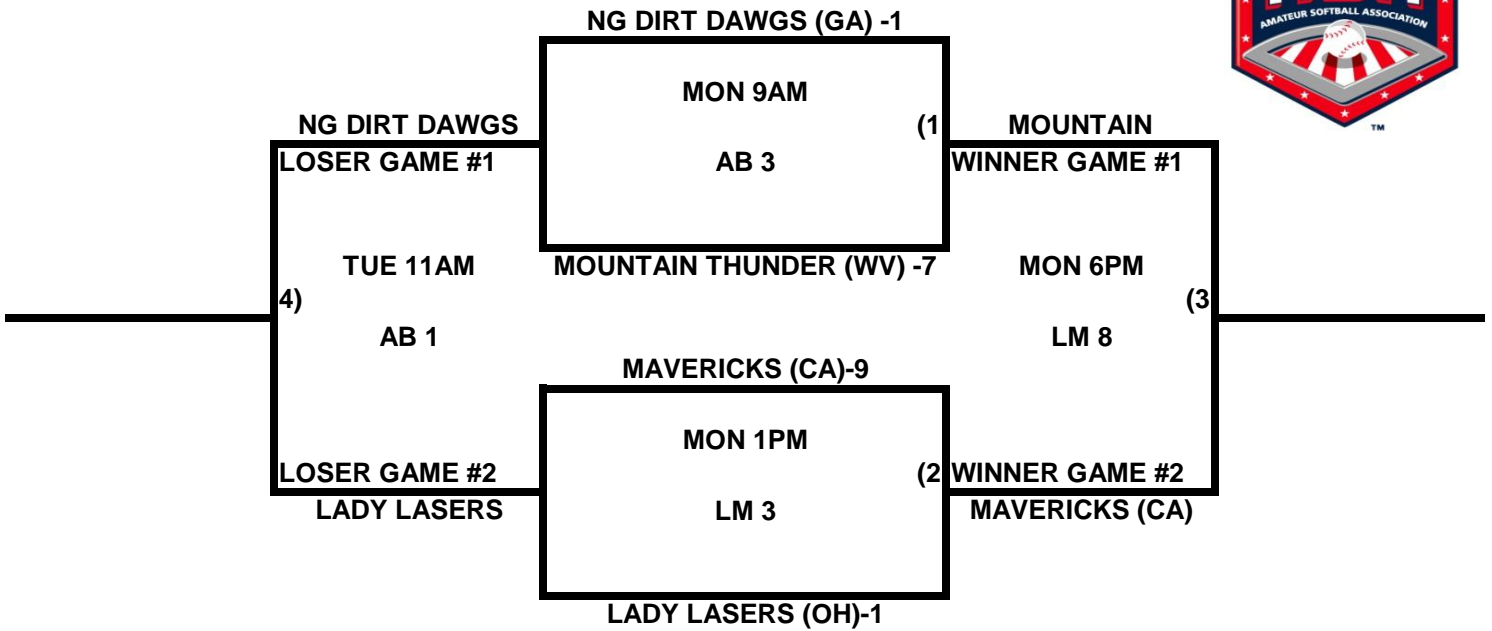 NG DIRT DAWGS (GA) -1
AMATEUR SOFTBALL ASSOCIATION
TM
MON 9AM
NG DIRT DAWGS
(1
MOUNTAIN
LOSER GAME #1
AB 3
WINNER GAME #1
TUE 11AM
MOUNTAIN THUNDER (WV) -7
MON 6PM
4)
(3
AB 1
LM 8
MAVERICKS (CA)-9
MON 1PM
LOSER GAME #2
(2
WINNER GAME #2
LADY LASERS
LM 3
MAVERICKS (CA)
LADY LASERS (OH)-1